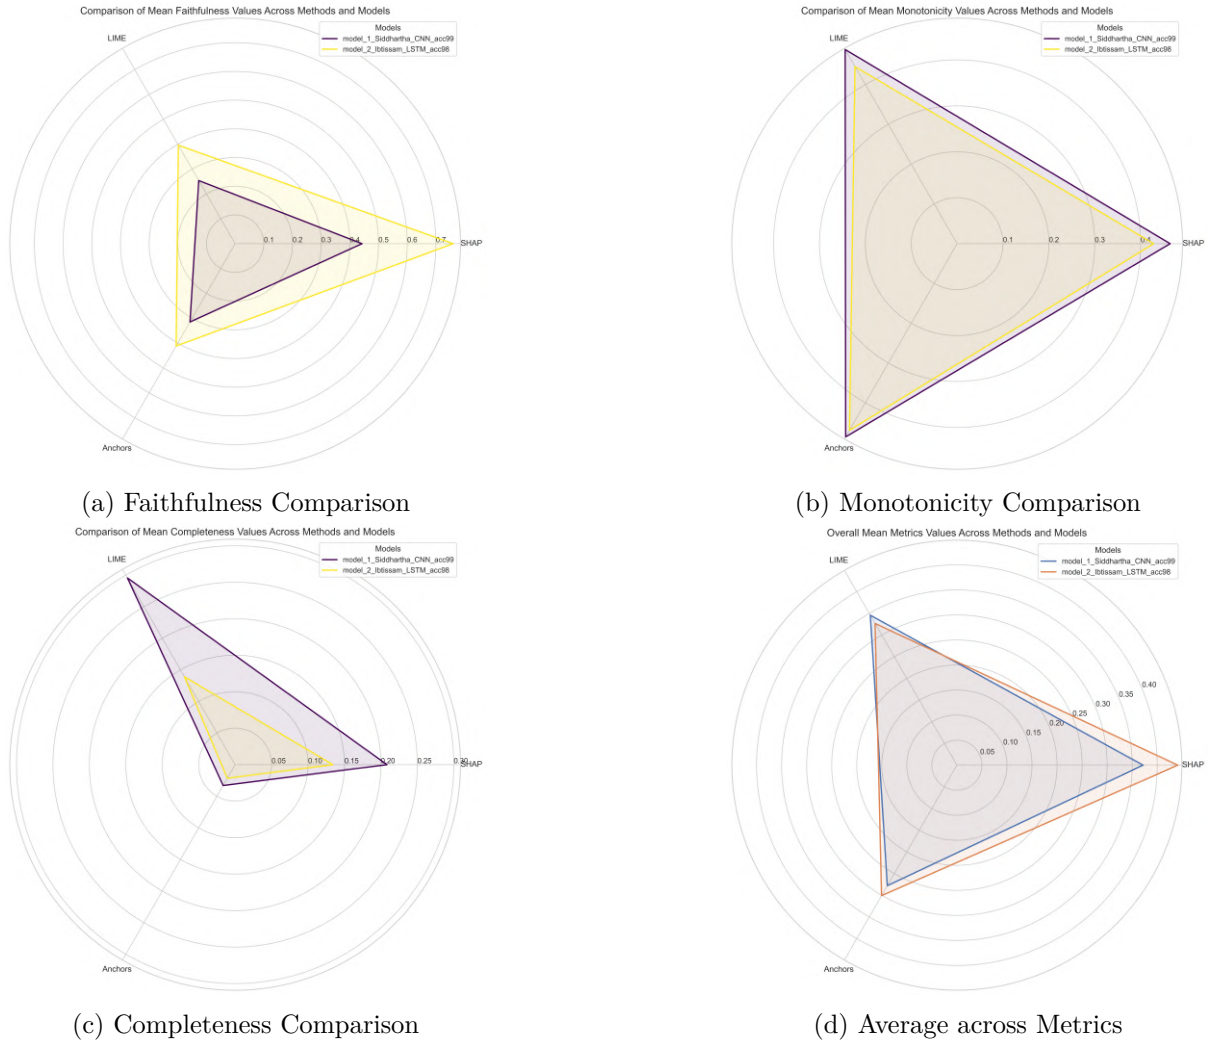 Comparison of Mean Faithfulness Values Across Methods and Models
Models
model_1_Siddhartha_CNN_acc99
model_2_Ibtissam_LSTM_acc98
LIME
0.1 0.2 0.3 0.4 0.5 0.6 0.7
SHAP
Anchors
(a) Faithfulness Comparison
Comparison of Mean Monotonicity Values Across Methods and Models
Models
model_1_Siddhartha_CNN_acc99
model_2_Ibtissam_LSTM_acc98
LIME
0.1 0.2 0.3 0.4
SHAP
Anchors
(b) Monotonicity Comparison
Comparison of Mean Completeness Values Across Methods and Models
Models
model_1_Siddhartha_CNN_acc99
model_2_Ibtissam_LSTM_acc98
LIME
0.05 0.10 0.15 0.20 0.25 0.30
SHAP
Anchors
(c) Completeness Comparison
Overall Mean Metrics Values Across Methods and Models
Models
model_1_Siddhartha_CNN_acc99
model_2_Ibtissam_LSTM_acc98
LIME
0.05 0.10 0.15 0.20 0.25 0.30 0.35 0.40
SHAP
Anchors
(d) Average across Metrics